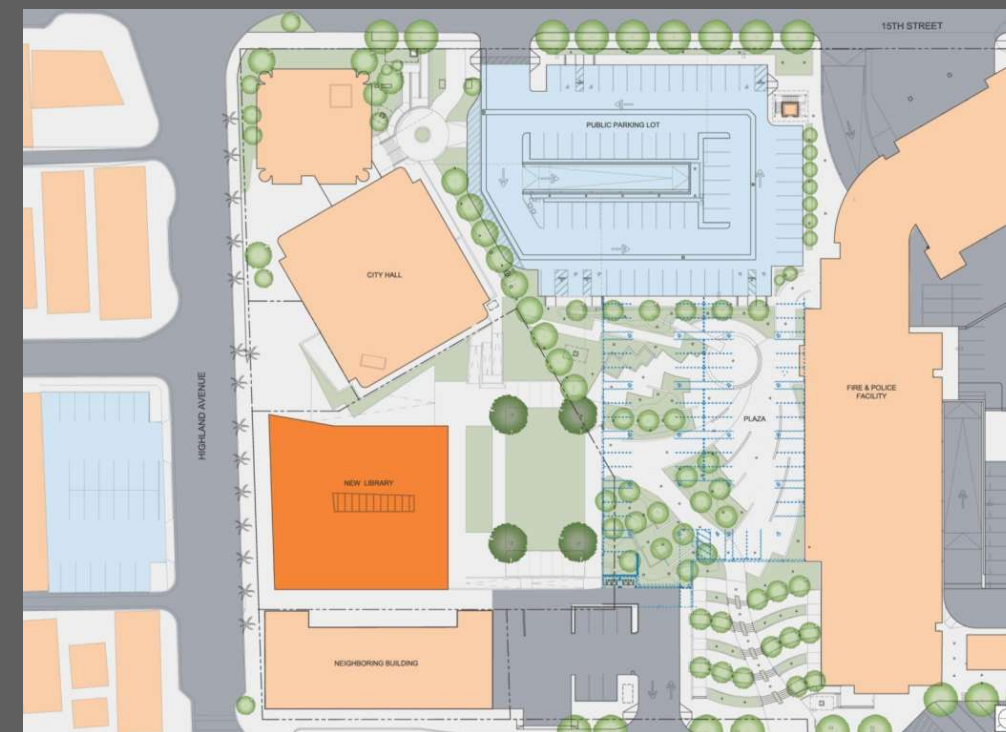 15TH STREET
PUBLIC PARKING LOT
CITY HALL
HIGHLAND AVENUE
FIRE & POLICE
FACILITY
PLAZA
NEW LIBRARY
NEIGHBORING BUILDING